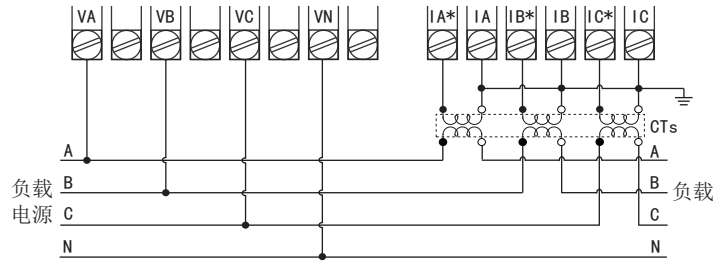 VA VB VC VN IA* IA IB* IB IC* IC
CTs
A A
负载 B B 负载
电源 C C
N N